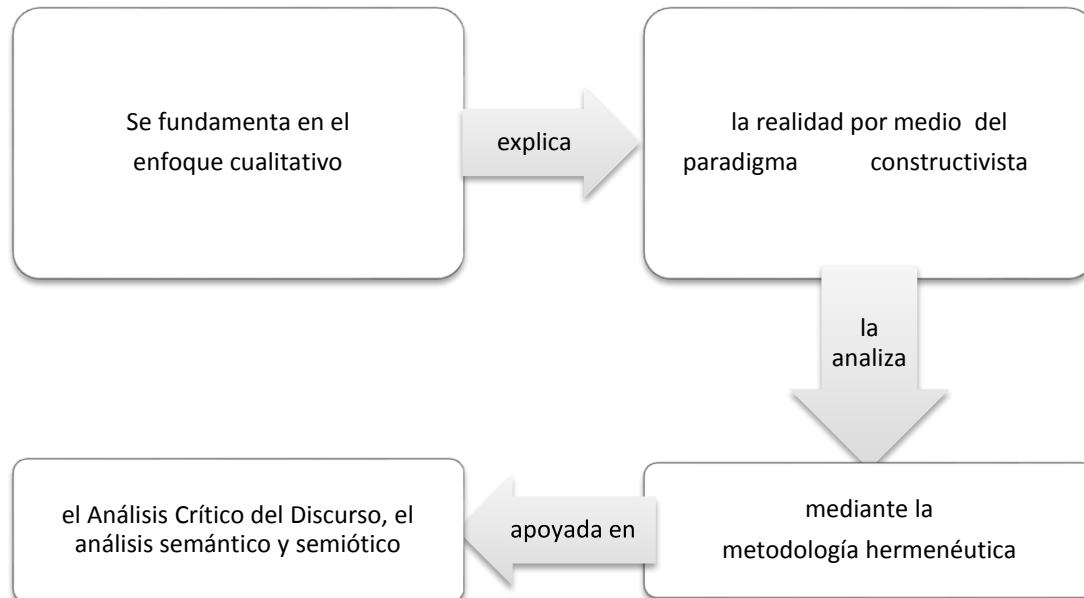 Se fundamenta en el
enfoque cualitativo
explica
la realidad por medio del
paradigma constructivista
la
analiza
mediante la
metodología hermenéutica
apoyada en
el Análisis Crítico del Discurso, el
análisis semántico y semiótico